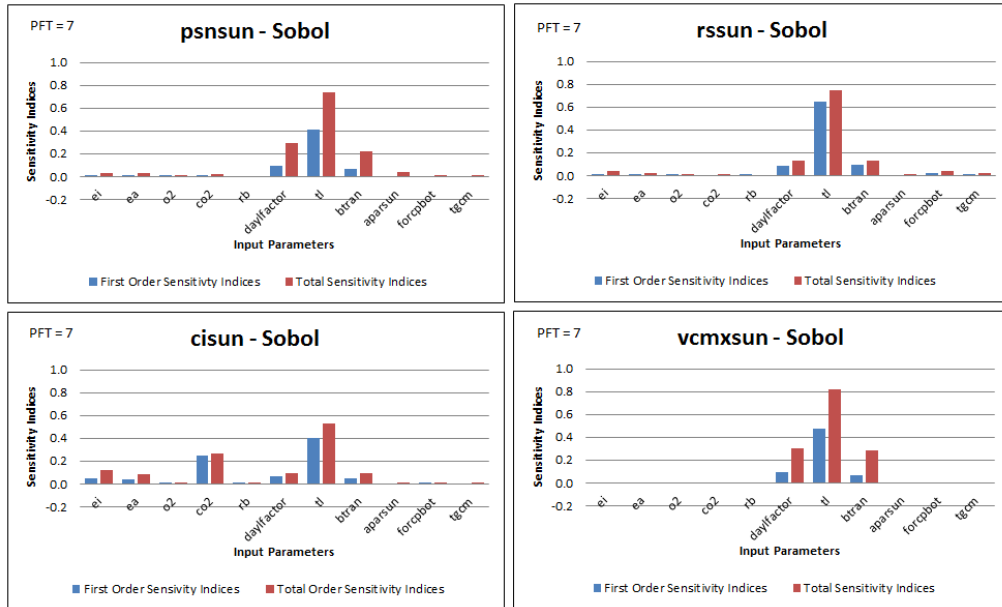 PFT = 7
psnsun - Sobol
1.0
0.8
0.6
0.4
0.2
0.0
-0.2
Sensitivity Indices
ei
ea
o2
co2
rb
daylfactor
tl
btran
aparsun
forcpbot
tgcm
Input Parameters
First Order Sensitivty Indices
Total Sensitivity Indices
PFT = 7
rssun - Sobol
1.0
0.8
0.6
0.4
0.2
0.0
-0.2
Sensitivity Indices
ei
ea
o2
co2
rb
daylfactor
tl
btran
aparsun
forcpbot
tgcm
Input Parameters
First Order Sensitivity Indices
Total Sensitivity Indices
PFT = 7
cisun - Sobol
1.0
0.8
0.6
0.4
0.2
0.0
-0.2
Sensitivity Indices
ei
ea
o2
co2
rb
daylfactor
tl
btran
aparsun
forcpbot
tgcm
Input Parameters
First Order Sensivity Indices
Total Order Sensitivity Indices
PFT = 7
vcmxsun - Sobol
1.0
0.8
0.6
0.4
0.2
0.0
-0.2
Sensitivity Indices
ei
ea
o2
co2
rb
daylfactor
tl
btran
aparsun
forcpbot
tgcm
Input Parameters
First Order Sensitivity Indices
Total Sensitivity Indices